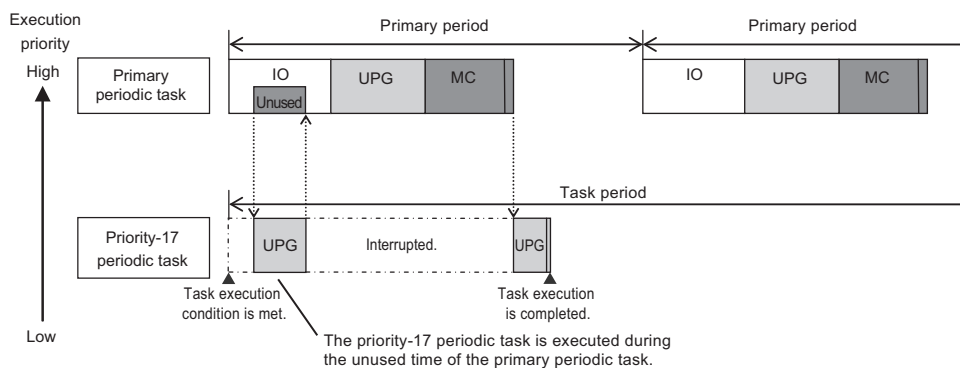 Execution
priority
High
Primary
periodic task
Primary period
Primary period
IO
Unused
UPG
MC
IO
UPG
MC
Task period
Priority-17
periodic task
UPG
Interrupted.
UPG
Task execution
condition is met.
Task execution
is completed.
Low
The priority-17 periodic task is executed during
the unused time of the primary periodic task.